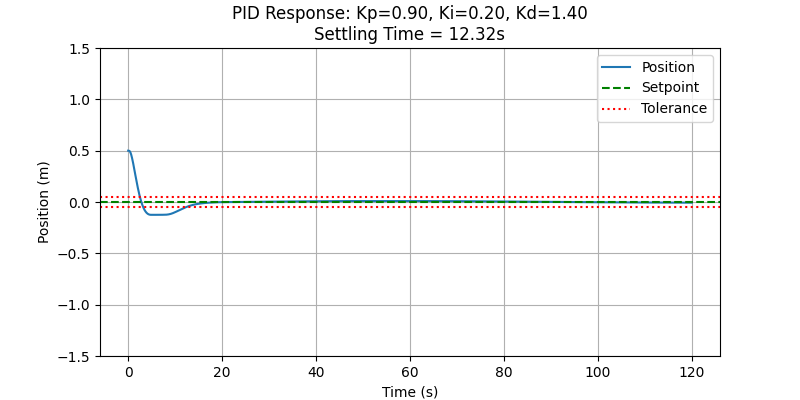 PID Response: Kp=0.90, Ki=0.20, Kd=1.40
Settling Time = 12.32s
Position
Setpoint
Tolerance
1.5
1.0
0.5
0.0
−0.5
−1.0
−1.5
Position (m)
0 20 40 60 80 100 120
Time (s)